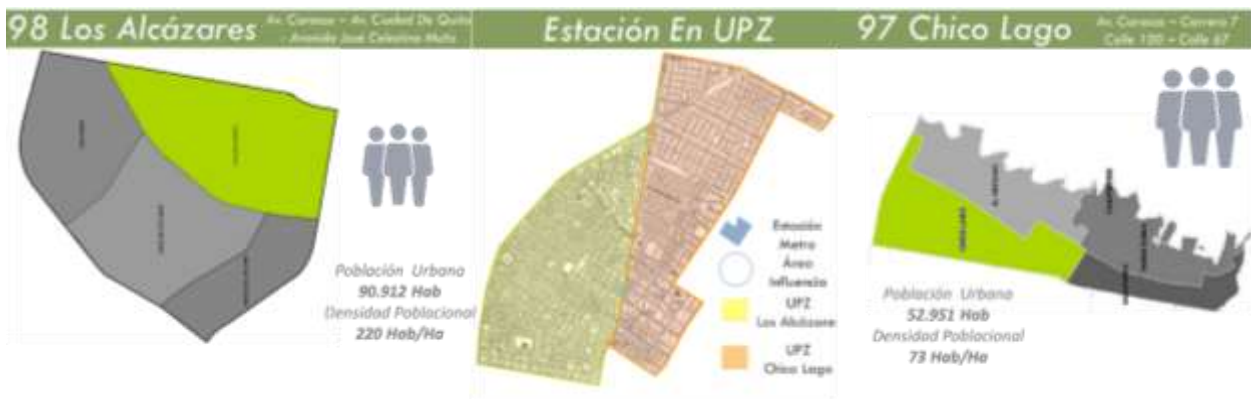 98 Los Alcázares
Av. Caracas – Av. Ciudad De Quito
- Avenida José Celestino Mutis
Población Urbana
90.912 Hab
Densidad Poblacional
220 Hab/Ha
Estación En UPZ
Estación
Metro
Área
Influencia
UPZ
Los Alcázare
UPZ
Chico Lago
97 Chico Lago
Av. Caracas – Carrera 7
Calle 100 – Calle 67
Población Urbana
52.951 Hab
Densidad Poblacional
73 Hab/Ha